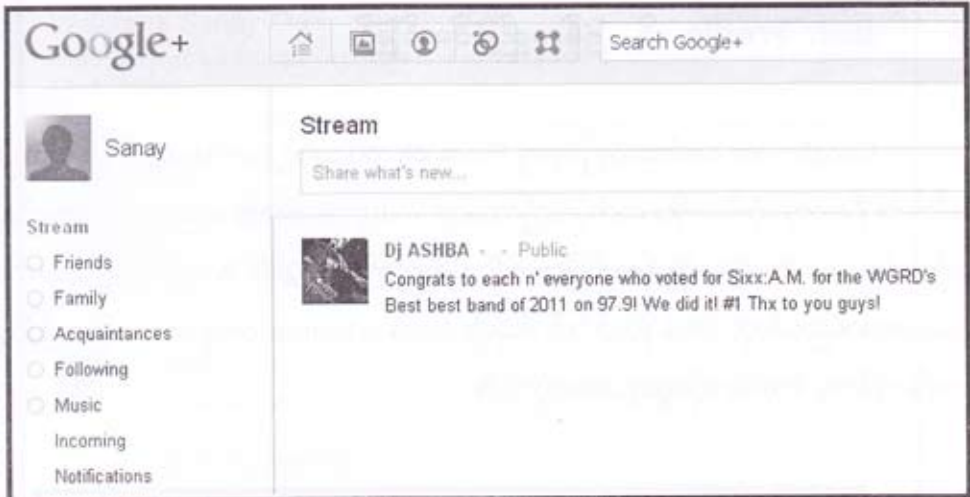 Google+
Search Google+
Sanay
Stream
Share what's new...
Stream
Friends
Family
Acquaintances
Following
Music
Incoming
Notifications
Dj ASHBA - - Public
Congrats to each n' everyone who voted for Sixx:A.M. for the WGRD's
Best best band of 2011 on 97.9! We did it! #1 Thx to you guys!